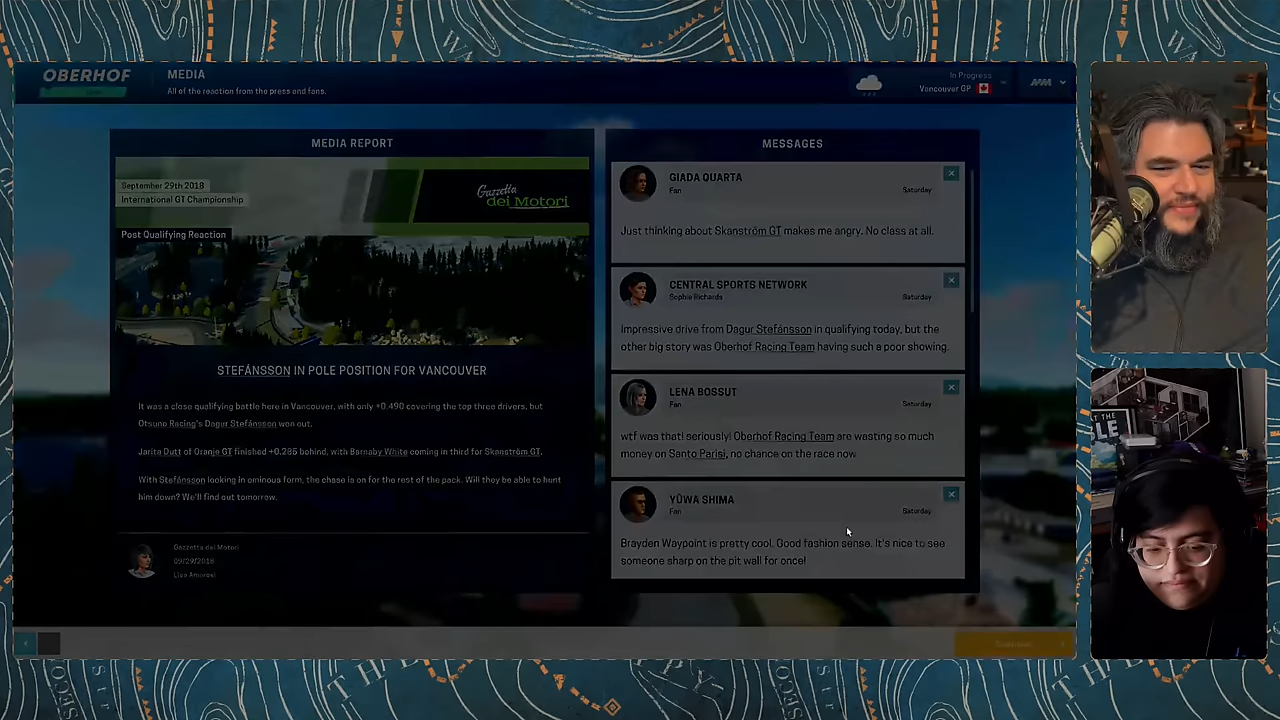 OBERHOF
MEDIA
All of the reaction from the press and fans.
In Progress
Vancouver GP
MEDIA REPORT
September 29th 2018
International GT Championship
Gazzetta
dei Motori
Post Qualifying Reaction
STEFÁNSSON IN POLE POSITION FOR VANCOUVER
It was a close qualifying battle here in Vancouver, with only +0.490 covering the top three drivers, but
Otsuno Racing's Dagur Stefánsson won out.
Jarita Dutt of Oranje GT finished +0.285 behind, with Barnaby White coming in third for Skanström GT.
With Stefánsson looking in ominous form, the chase is on for the rest of the pack. Will they be able to hunt
him down? We'll find out tomorrow.
Gazzetta dei Motori
09/29/2018
MESSAGES
GIADA QUARTA
Fan
Saturday
Just thinking about Skanström GT makes me angry. No class at all.
CENTRAL SPORTS NETWORK
Sophie Richards
Saturday
Impressive drive from Dagur Stefánsson in qualifying today, but the
other big story was Oberhof Racing Team having such a poor showing.
LENA BOSSUT
Fan
Saturday
wtf was that! seriously! Oberhof Racing Team are wasting so much
money on Santo Parisi, no chance on the race now
YŪWA SHIMA
Fan
Saturday
Brayden Waypoint is pretty cool. Good fashion sense. It's nice to see
someone sharp on the pit wall for once!